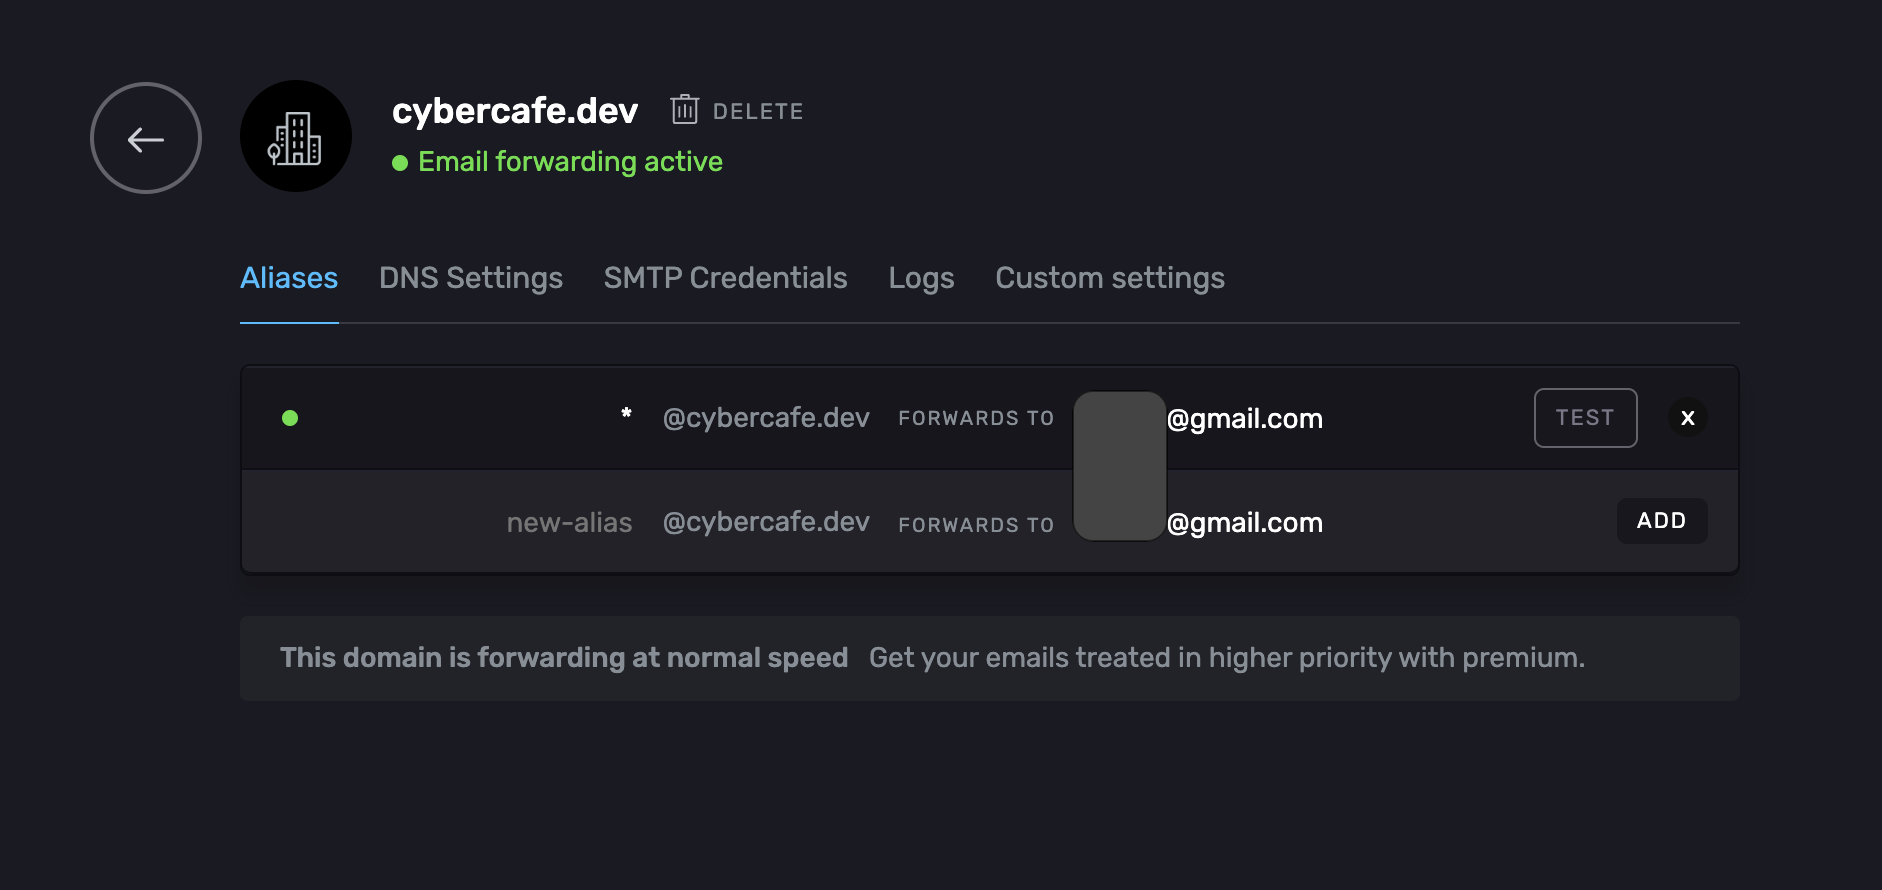 cybercafe.dev DELETE
Email forwarding active
Aliases DNS Settings SMTP Credentials Logs Custom settings
* @cybercafe.dev FORWARDS TO @gmail.com TEST X
new-alias @cybercafe.dev FORWARDS TO @gmail.com ADD
This domain is forwarding at normal speed Get your emails treated in higher priority with premium.